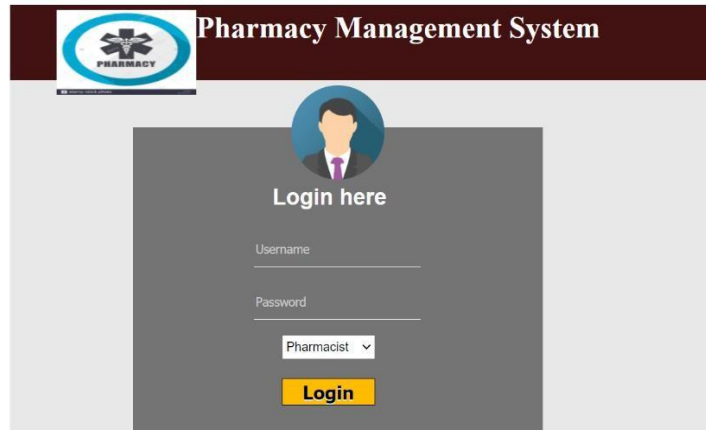 Pharmacy Management System
PHARMACY
Login here
Username
Password
Pharmacist
Login